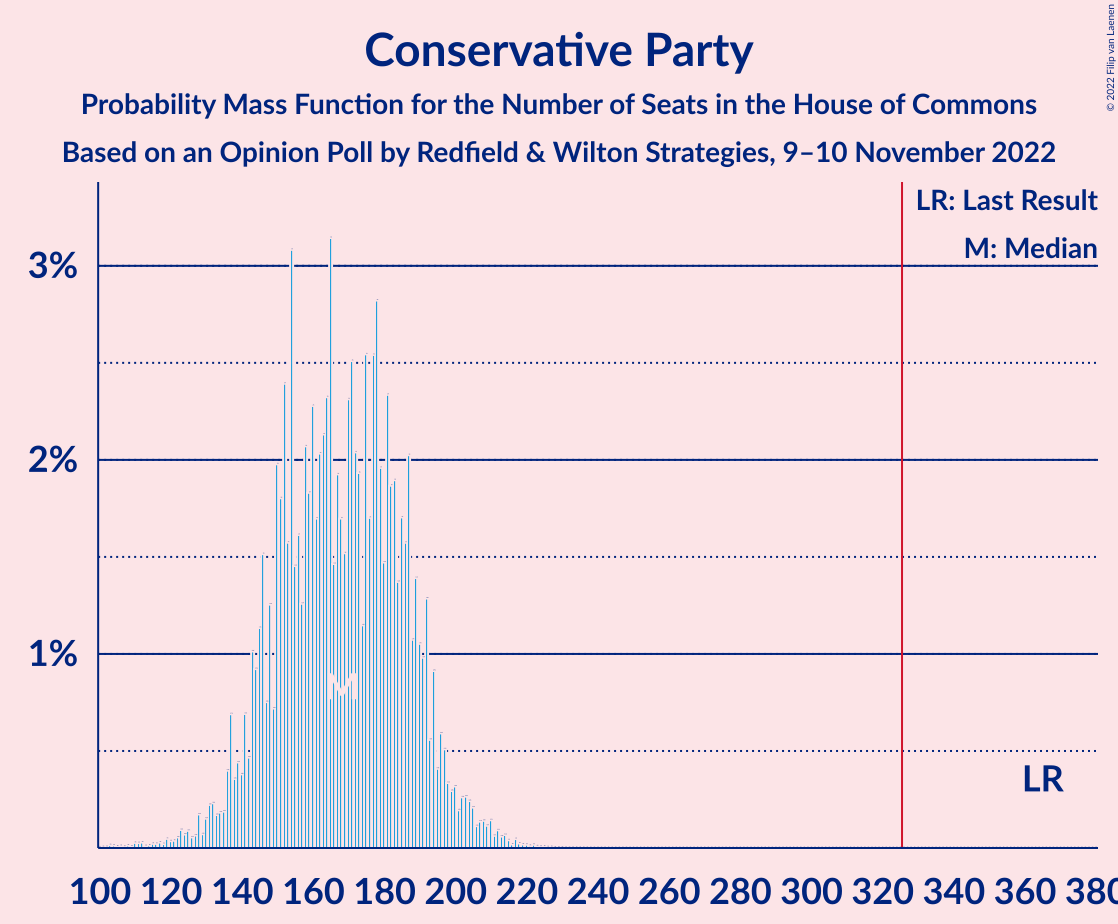 Conservative Party
Probability Mass Function for the Number of Seats in the House of Commons
Based on an Opinion Poll by Redfield & Wilton Strategies, 9–10 November 2022
© 2022 Filip van Laenen
LR: Last Result
M: Median
3%
2%
1%
M
LR
100 120 140 160 180 200 220 240 260 280 300 320 340 360 380